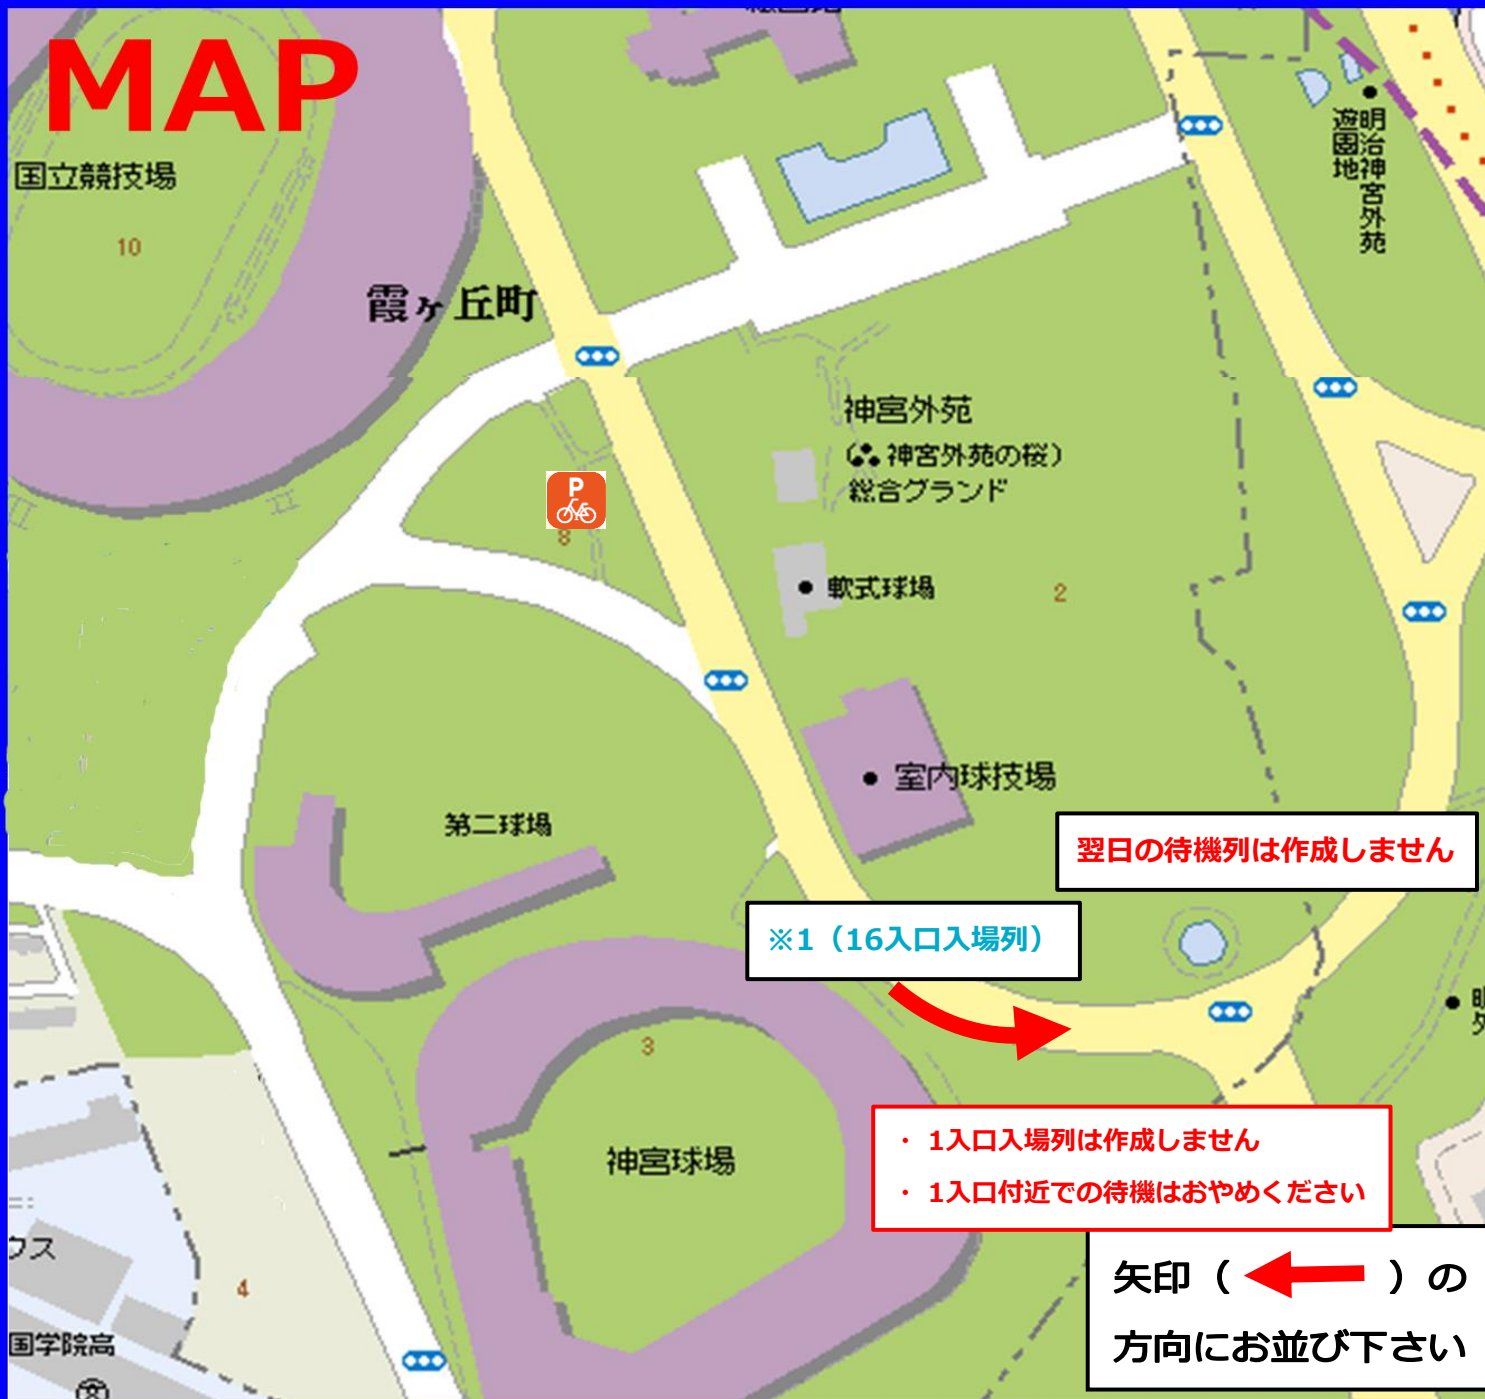 MAP
国立競技場
10
霞ヶ丘町
明治神宮外苑
遊園地
神宮外苑
(神宮外苑の桜)
総合グランド
P
8
軟式球場
2
室内球技場
第二球場
翌日の待機列は作成しません
※1（16入口入場列）
3
神宮球場
・ 1入口入場列は作成しません
・ 1入口付近での待機はおやめください
矢印（ ）の
方向にお並び下さい
ウス
4
国学院高